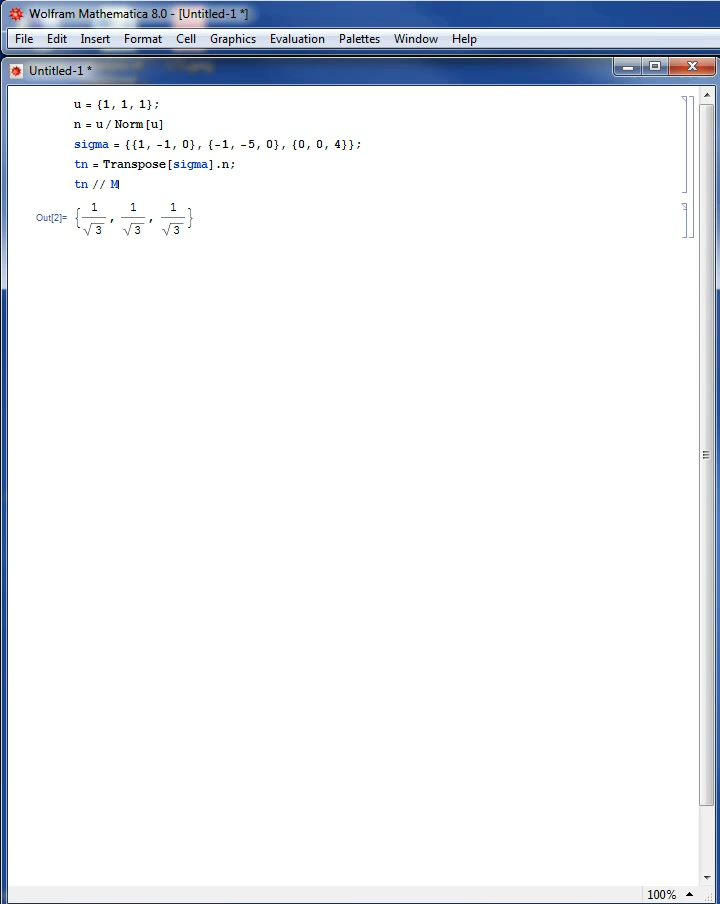 Wolfram Mathematica 8.0 - [Untitled-1 *]
File Edit Insert Format Cell Graphics Evaluation Palettes Window Help
Untitled-1 *
u = {1, 1, 1};
n = u / Norm[u]
sigma = {{1, -1, 0}, {-1, -5, 0}, {0, 0, 4}};
tn = Transpose[sigma].n;
tn // M
Out[2]= {1/√3, 1/√3, 1/√3}
100%